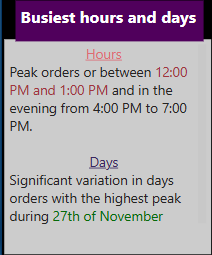 Busiest hours and days
Hours
Peak orders or between 12:00
PM and 1:00 PM and in the
evening from 4:00 PM to 7:00
PM.
Days
Significant variation in days
orders with the highest peak
during 27th of November